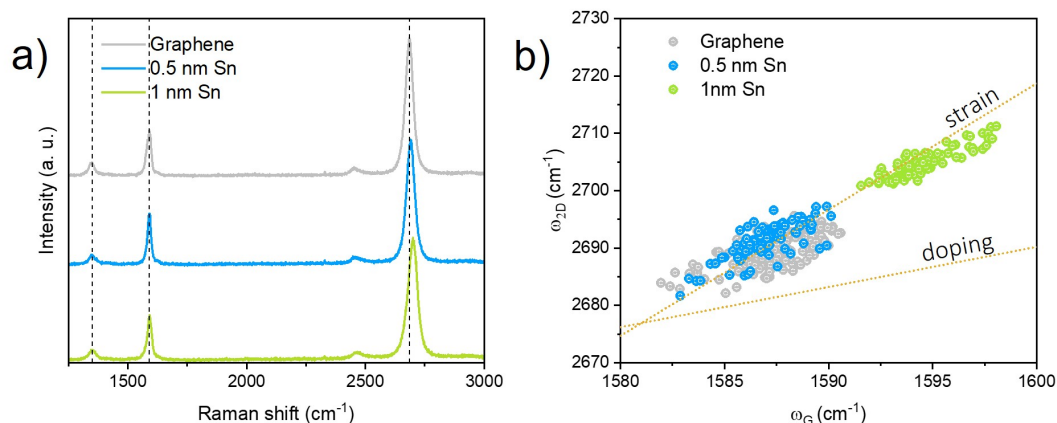 a)
Graphene
0.5 nm Sn
1 nm Sn
Intensity (a. u.)
1500
2000
2500
3000
Raman shift (cm⁻¹)
b)
Graphene
0.5 nm Sn
1nm Sn
strain
doping
2730
2720
2710
2700
2690
2680
2670
ω2D (cm⁻¹)
1580
1585
1590
1595
1600
ωG (cm⁻¹)